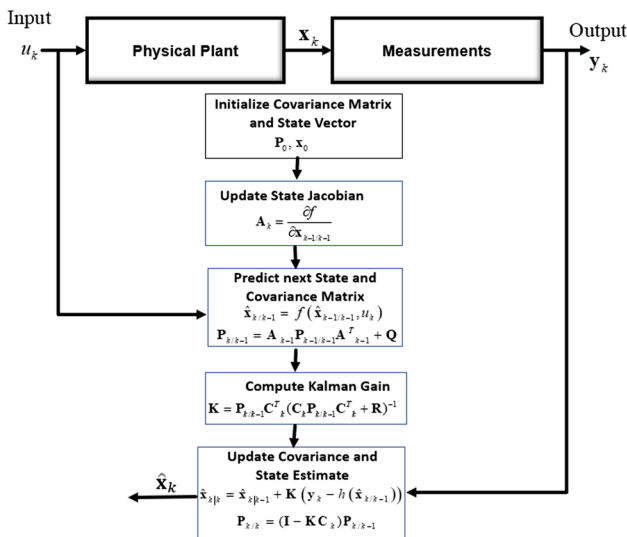 Input
u_k
Physical Plant
x_k
Measurements
Output
y_k
Initialize Covariance Matrix
and State Vector
P_0, x_0
Update State Jacobian
A_k = ∂f / ∂x_{k-1/k-1}
Predict next State and
Covariance Matrix
x̂_{k/k-1} = f(x̂_{k-1/k-1}, u_k)
P_{k/k-1} = A_{k-1}P_{k-1/k-1}A^T_{k-1} + Q
Compute Kalman Gain
K = P_{k/k-1}C^T_k(C_kP_{k/k-1}C^T_k + R)^{-1}
Update Covariance and
State Estimate
x̂_{k|k} = x̂_{k|k-1} + K(y_k − h(x̂_{k/k-1}))
P_{k/k} = (I − KC_k)P_{k/k-1}
x̂_k